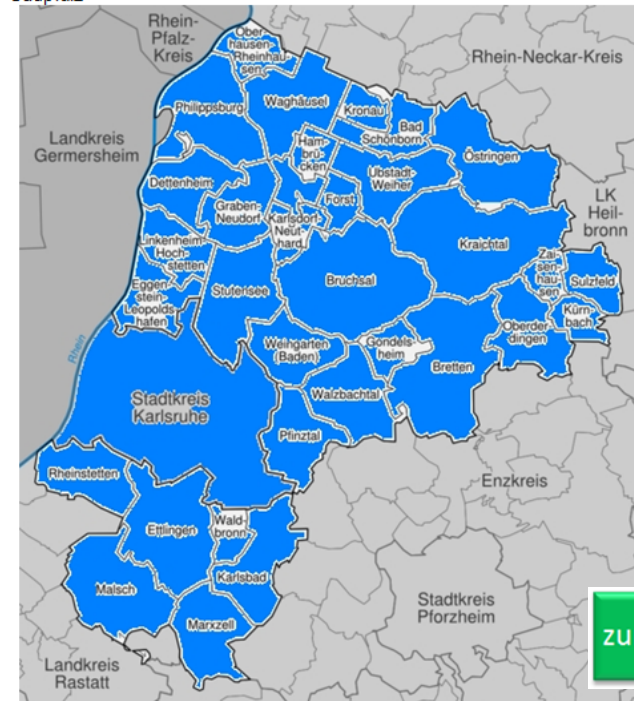 Südpfalz
Rhein-
Pfalz-
Kreis
Ober-
hausen-
Rheinhau-
sen
Rhein-Neckar-Kreis
Waghäusel
Kronau
Philippsburg
Bad
Schönborn
Landkreis
Germersheim
Ham-
brü-
cken
Östringen
Dettenheim
Ubstadt-
Weiher
LK
Heil-
bronn
Graben-
Neudorf
Forst
Karlsdorf-
Neut-
hard
Linkenheim-
Hoch-
stetten
Kraichtal
Zai-
sen-
hau-
sen
Sulzfeld
Eggen-
stein-
Leopolds-
hafen
Stutensee
Bruchsal
Kürn-
bach
Oberder-
dingen
Rhein
Weingarten
(Baden)
Gondels-
heim
Bretten
Stadtkreis
Karlsruhe
Walzbachtal
Pfinztal
Rheinstetten
Enzkreis
Ettlingen
Wald-
bronn
Malsch
Karlsbad
Stadtkreis
Pforzheim
Marxzell
zu
Landkreis
Rastatt